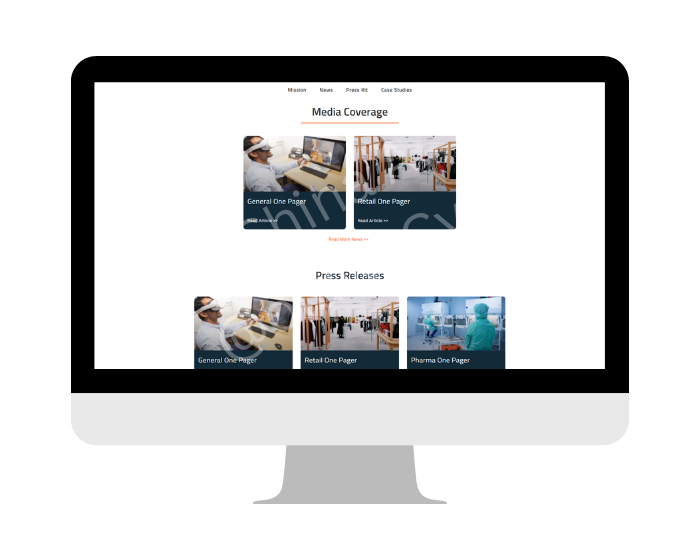 Mission News Press Kit Case Studies
Media Coverage
General One Pager Retail One Pager
Read Article >> Read Article >>
Read More News >>
Press Releases
General One Pager Retail One Pager Pharma One Pager